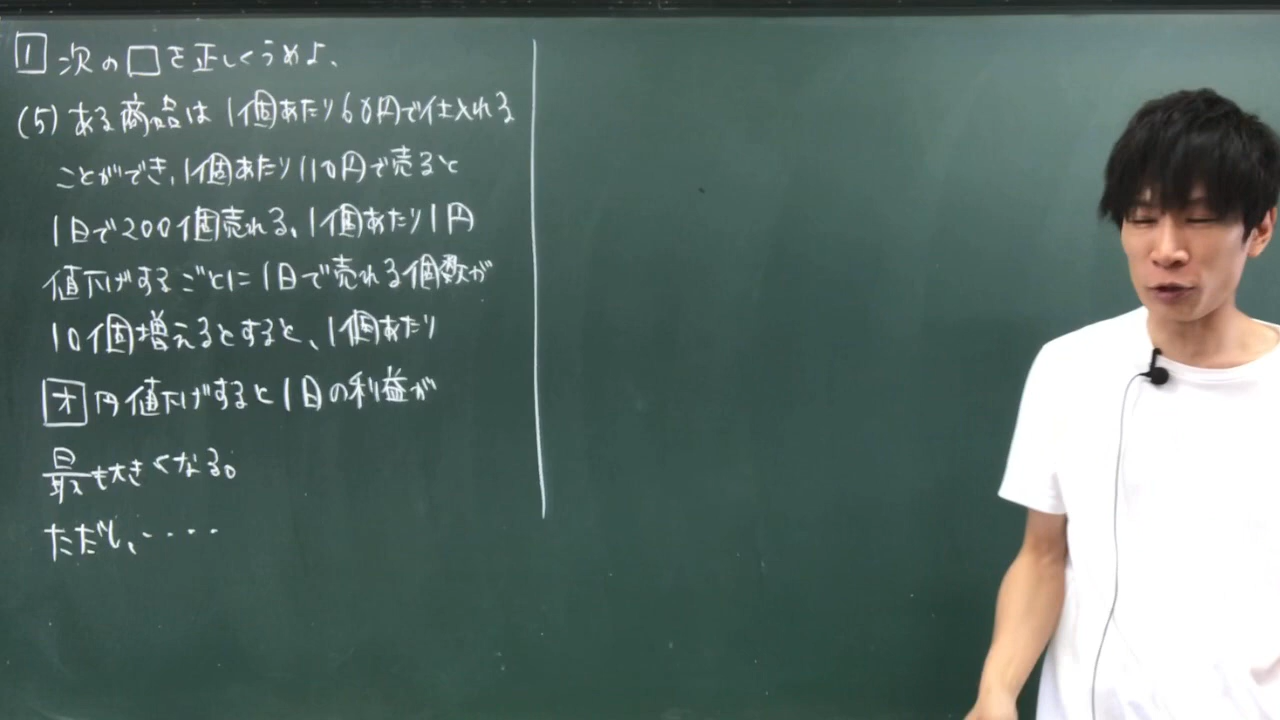 1 次の□を正しくうめよ、
(5) ある商品は1個あたり60円で仕入れる
ことができ、1個あたり110円で売ると
1日で200個売れる、1個あたり1円
値下げするごとに1日で売れる個数が
10個増えるとすると、1個あたり
オ円値下げすると1日の利益が
最も大きくなる。
ただし、・・・・